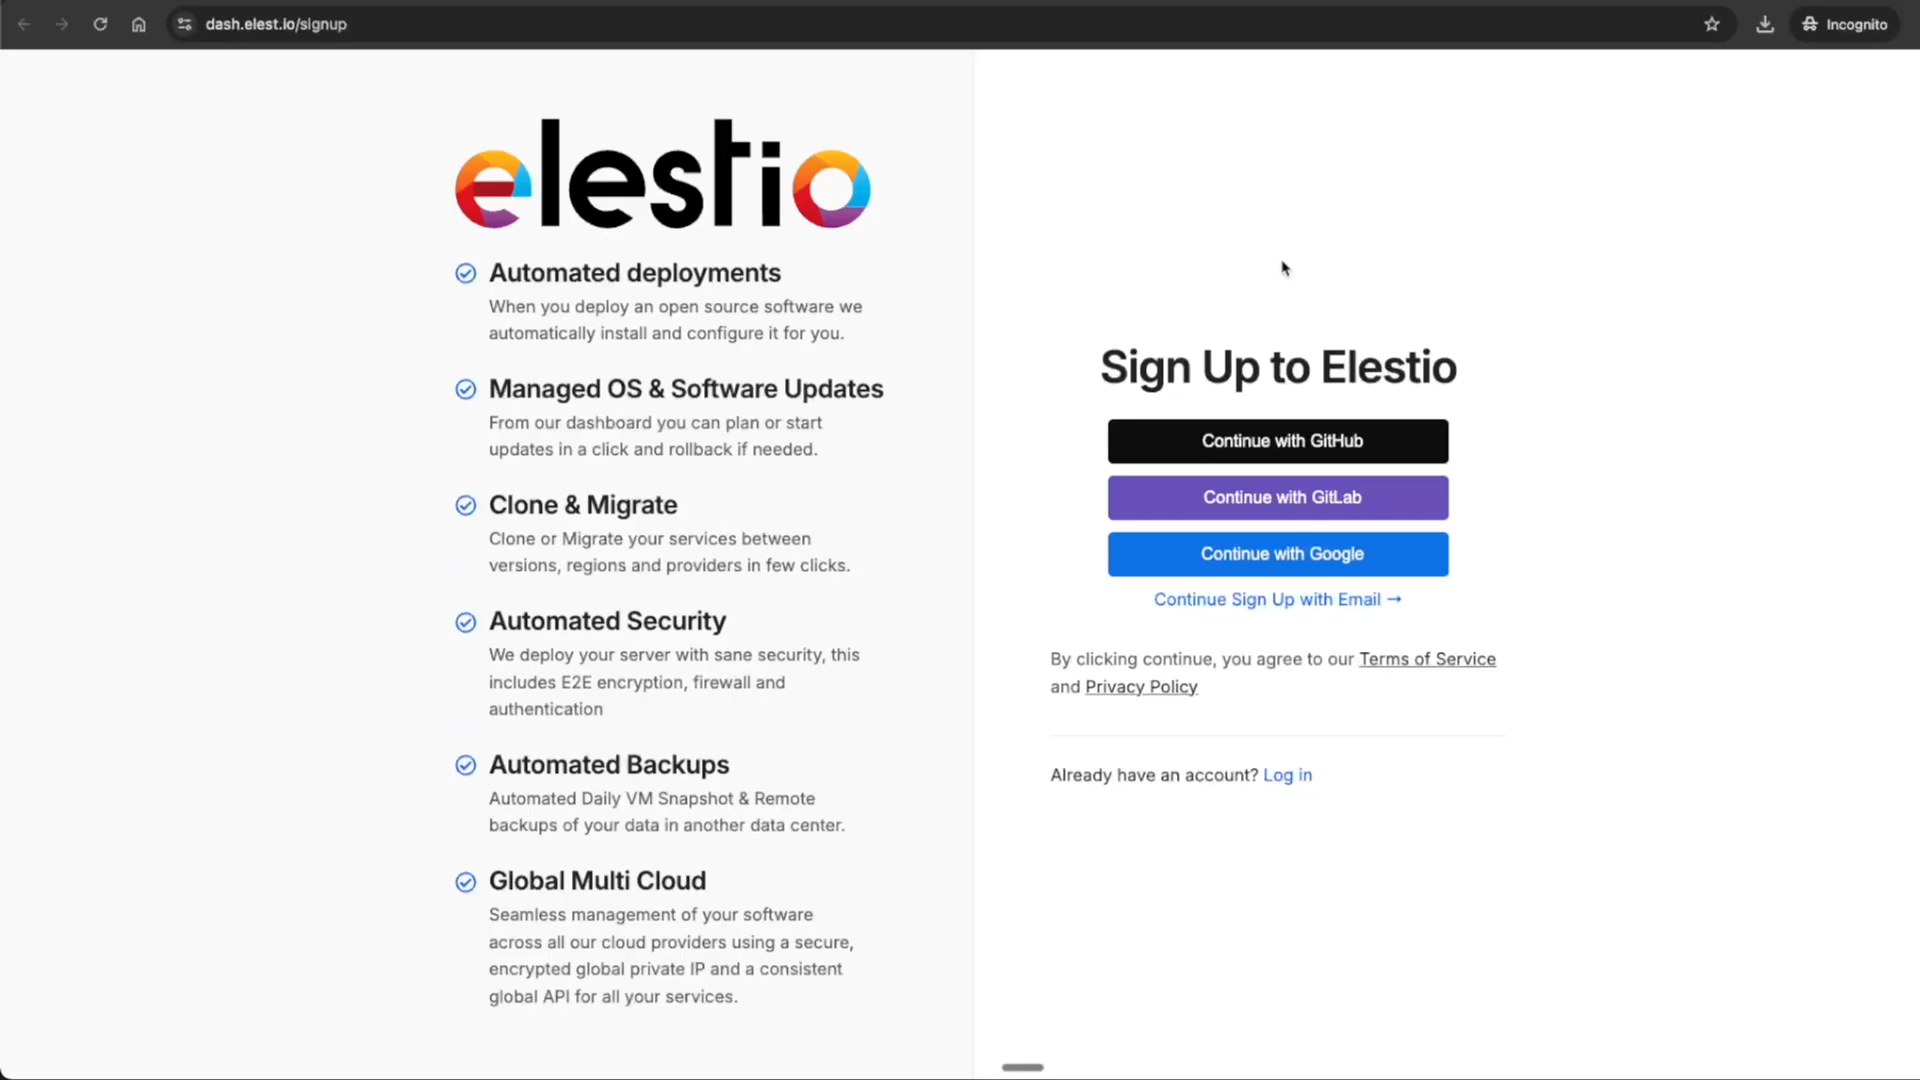 dash.elest.io/signup
Incognito
elestio
Automated deployments
When you deploy an open source software we
automatically install and configure it for you.
Managed OS & Software Updates
From our dashboard you can plan or start
updates in a click and rollback if needed.
Clone & Migrate
Clone or Migrate your services between
versions, regions and providers in few clicks.
Automated Security
We deploy your server with sane security, this
includes E2E encryption, firewall and
authentication
Automated Backups
Automated Daily VM Snapshot & Remote
backups of your data in another data center.
Global Multi Cloud
Seamless management of your software
across all our cloud providers using a secure,
encrypted global private IP and a consistent
global API for all your services.
Sign Up to Elestio
Continue with GitHub
Continue with GitLab
Continue with Google
Continue Sign Up with Email →
By clicking continue, you agree to our Terms of Service
and Privacy Policy
Already have an account? Log in